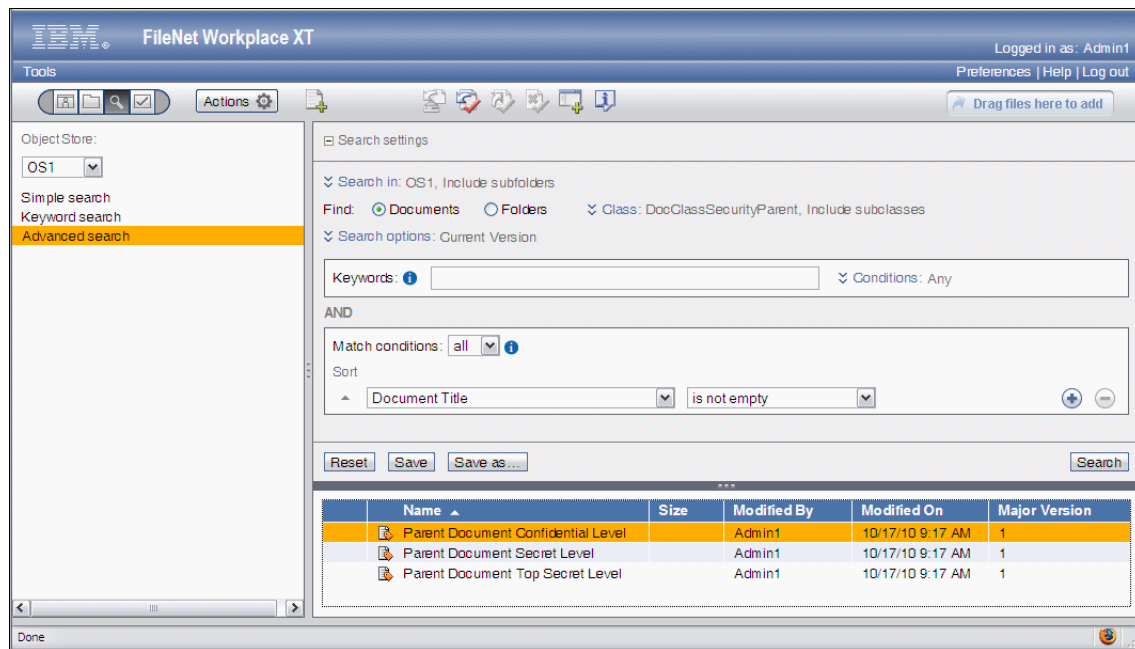 IBM® FileNet Workplace XT
Logged in as: Admin1
Tools Preferences | Help | Log out
Actions Drag files here to add
Object Store:
OS1
Simple search
Keyword search
Advanced search
Search settings
Search in: OS1, Include subfolders
Find: Documents Folders Class: DocClassSecurityParent, Include subclasses
Search options: Current Version
Keywords: Conditions: Any
AND
Match conditions: all
Sort
Document Title is not empty
Reset Save Save as... Search
Name Size Modified By Modified On Major Version
Parent Document Confidential Level Admin1 10/17/10 9:17 AM 1
Parent Document Secret Level Admin1 10/17/10 9:17 AM 1
Parent Document Top Secret Level Admin1 10/17/10 9:17 AM 1
Done